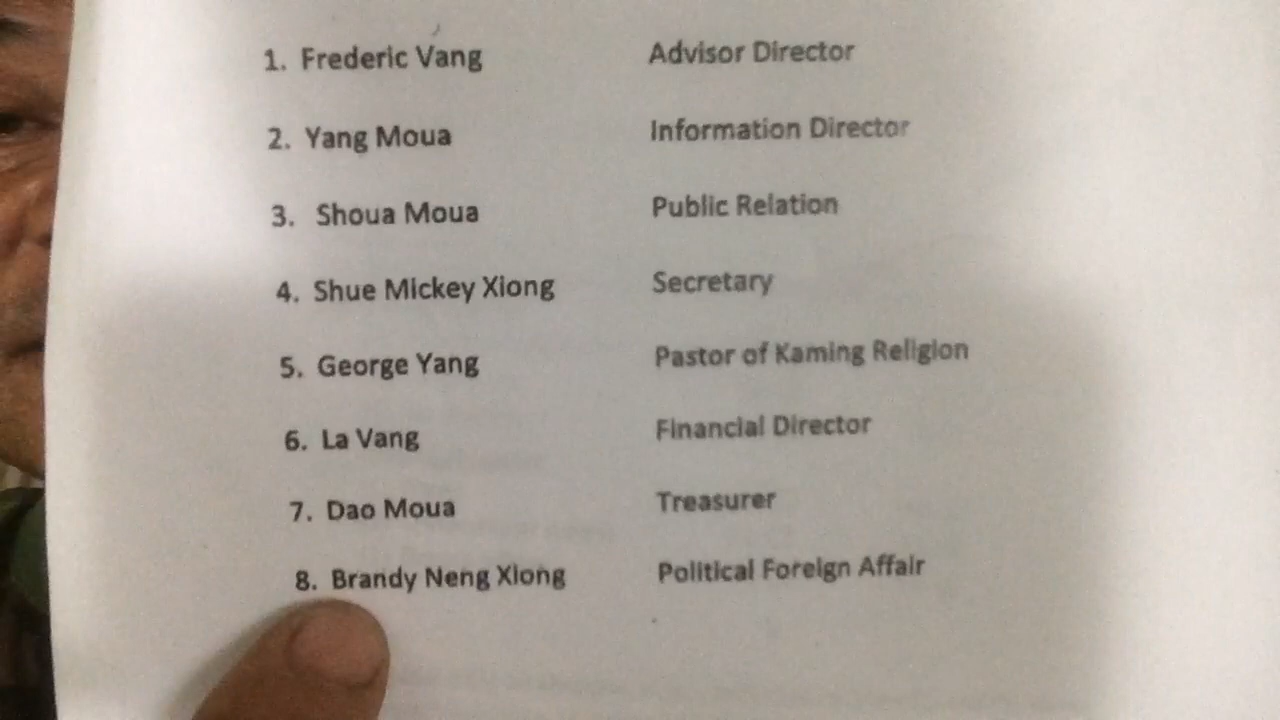 1. Frederic Vang Advisor Director
2. Yang Moua Information Director
3. Shoua Moua Public Relation
4. Shue Mickey Xiong Secretary
5. George Yang Pastor of Kaming Religion
6. La Vang Financial Director
7. Dao Moua Treasurer
8. Brandy Neng Xiong Political Foreign Affair